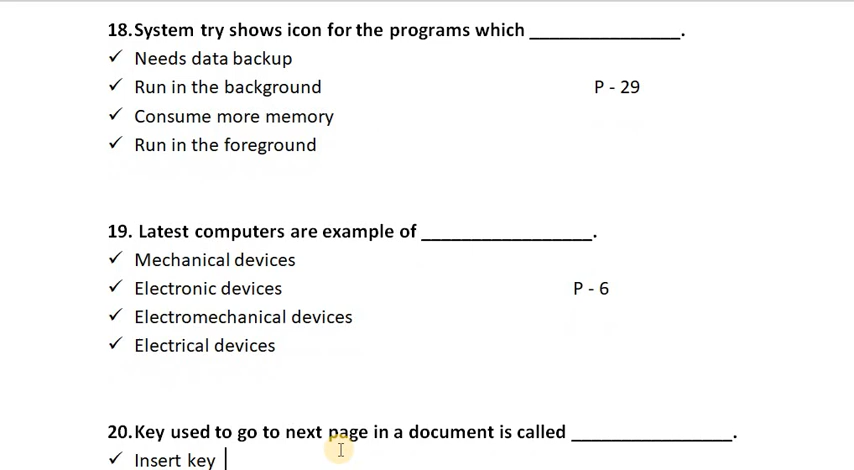 18. System try shows icon for the programs which _______________.
✓ Needs data backup
✓ Run in the background P - 29
✓ Consume more memory
✓ Run in the foreground
19. Latest computers are example of _________________.
✓ Mechanical devices
✓ Electronic devices P - 6
✓ Electromechanical devices
✓ Electrical devices
20. Key used to go to next page in a document is called ________________.
✓ Insert key